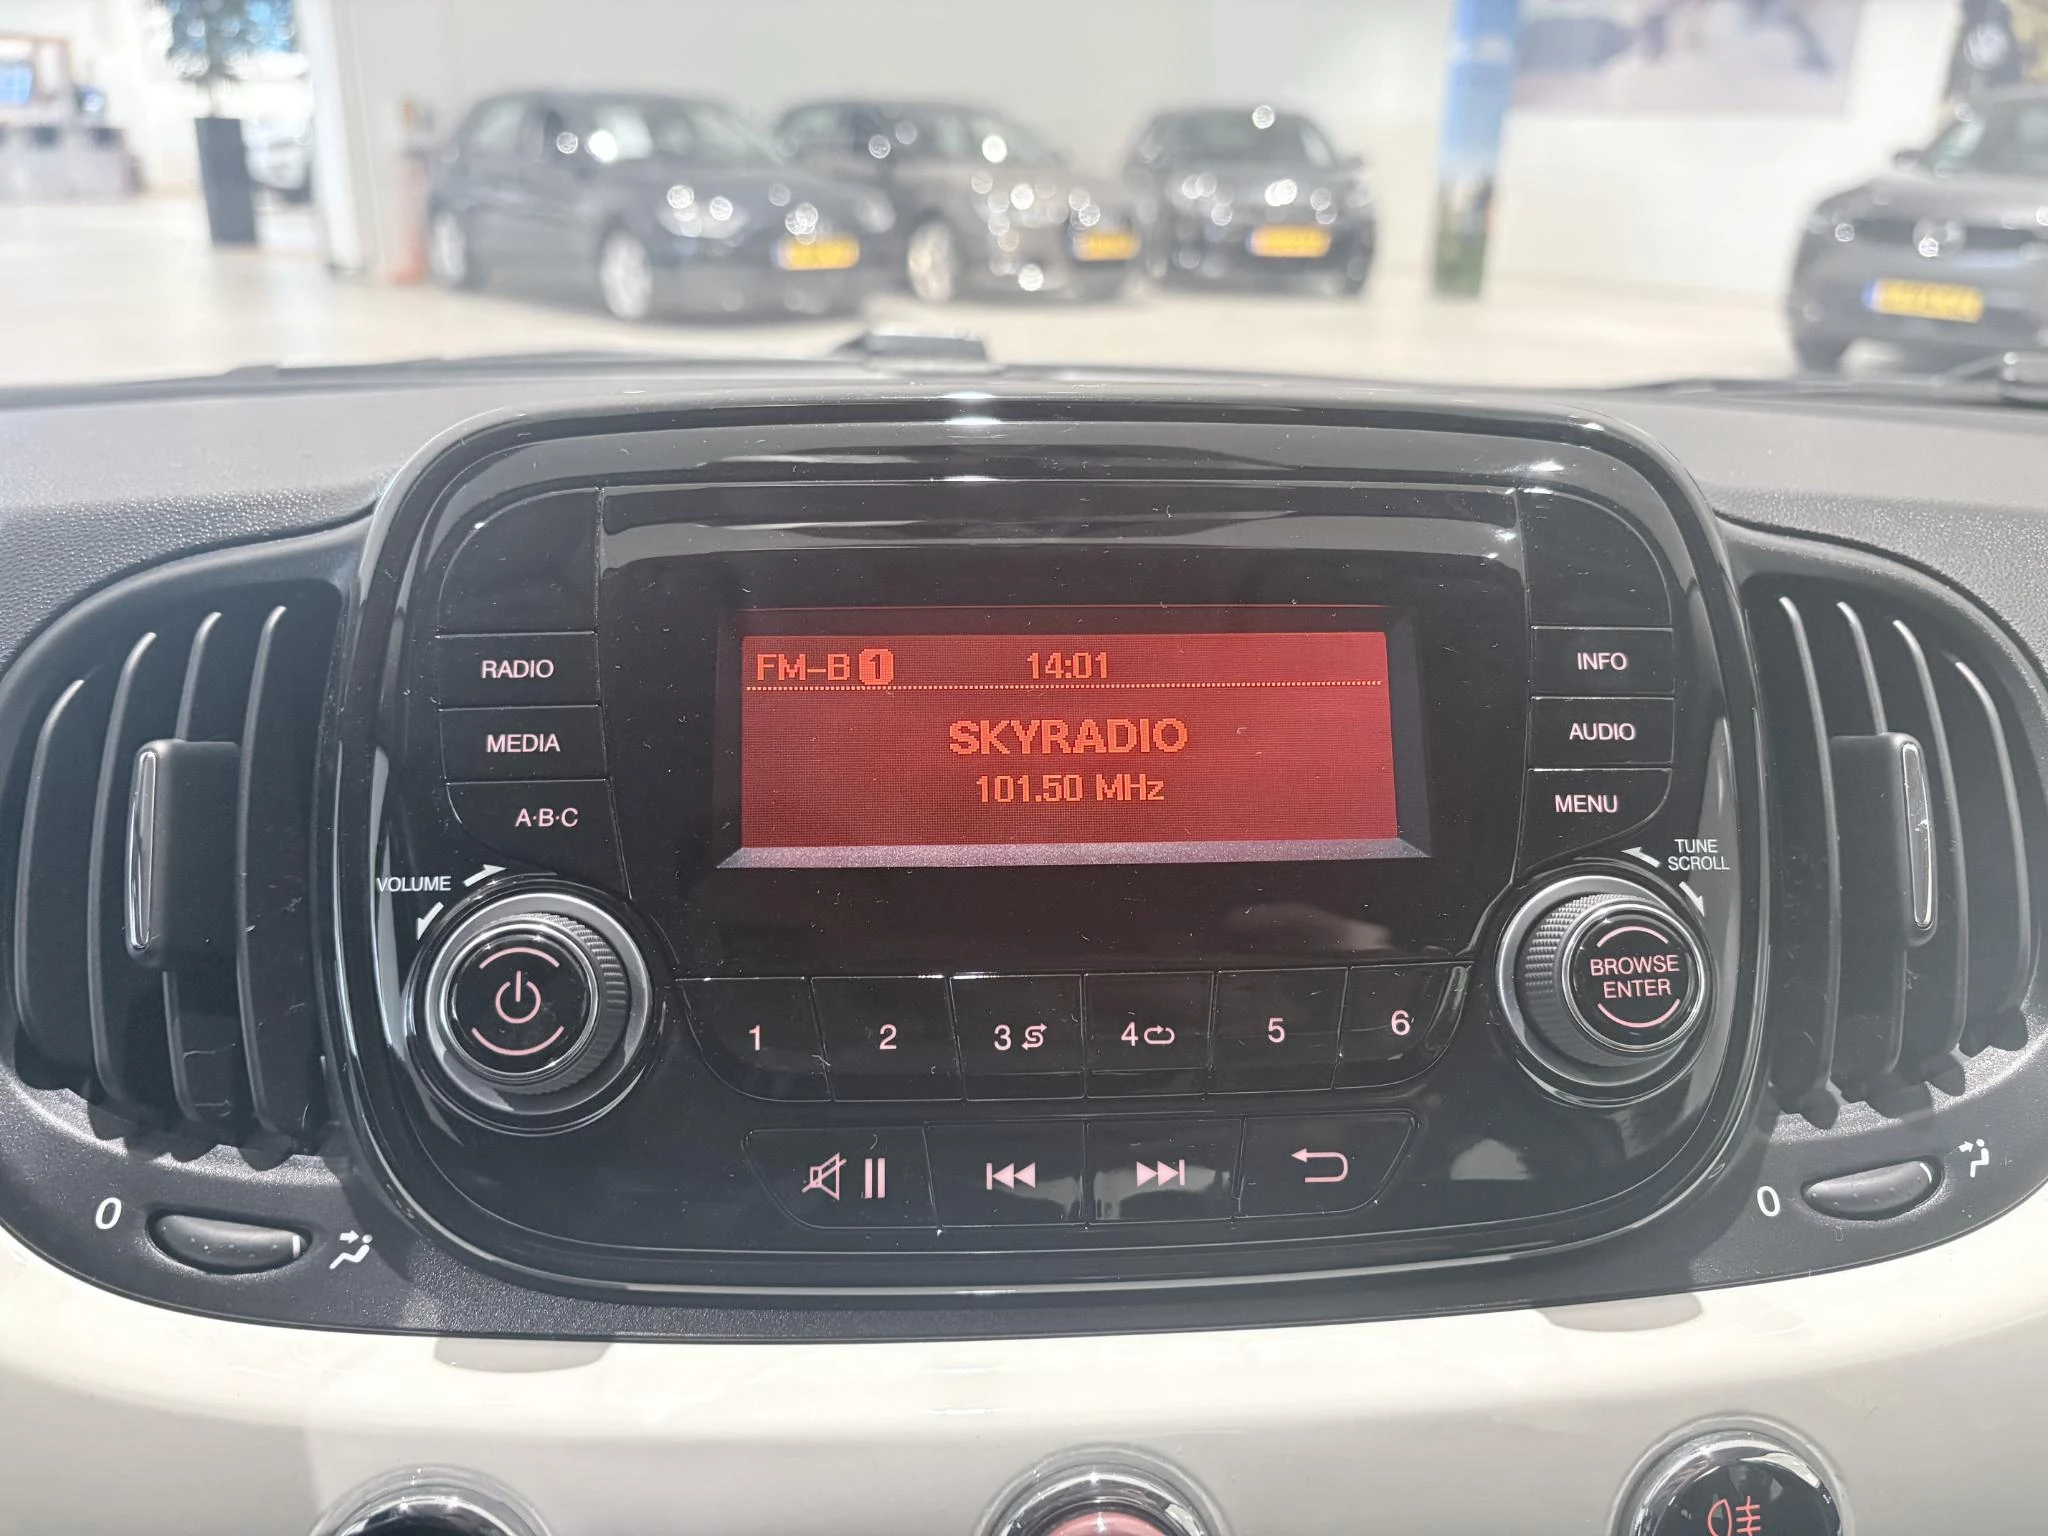 FM-B 1 14:01
SKYRADIO
101.50 MHz
RADIO
MEDIA
A·B·C
INFO
AUDIO
MENU
VOLUME
TUNE
SCROLL
BROWSE
ENTER
1 2 3 4 5 6
0
0